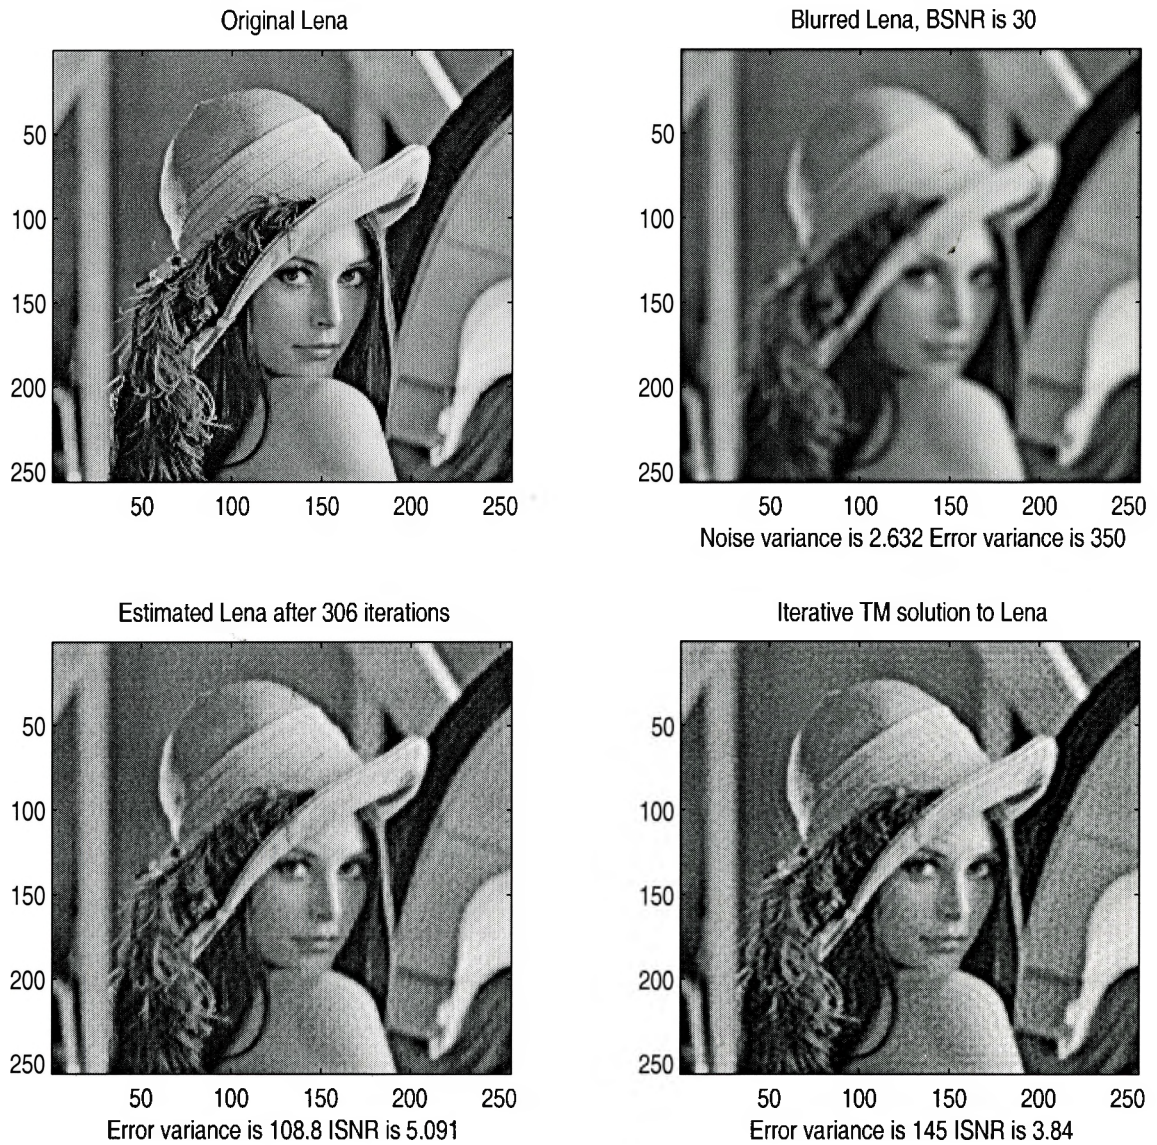 Original Lena
50
100
150
200
250
50 100 150 200 250
Blurred Lena, BSNR is 30
50
100
150
200
250
50 100 150 200 250
Noise variance is 2.632 Error variance is 350
Estimated Lena after 306 iterations
50
100
150
200
250
50 100 150 200 250
Error variance is 108.8 ISNR is 5.091
Iterative TM solution to Lena
50
100
150
200
250
50 100 150 200 250
Error variance is 145 ISNR is 3.84